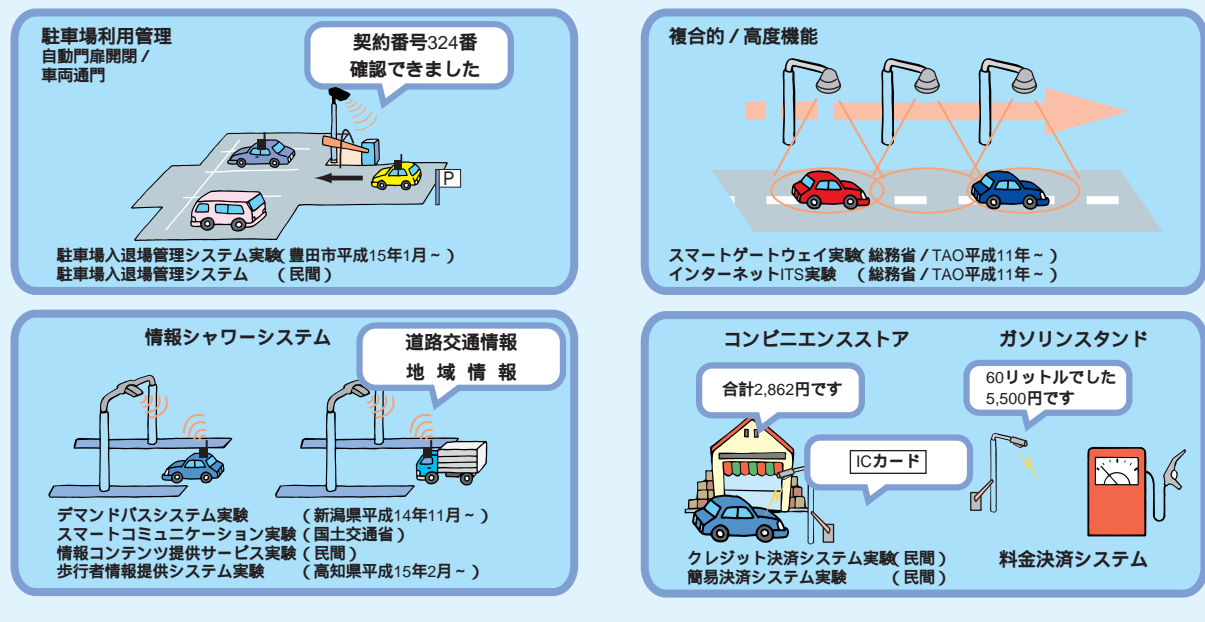 駐車場利用管理
自動門扉開閉 /
車両通門
契約番号324番
確認できました
P
駐車場入退場管理システム実験(豊田市平成15年1月~)
駐車場入退場管理システム (民間)
複合的 / 高度機能
スマートゲートウェイ実験(総務省 / TAO平成11年~)
インターネットITS実験 (総務省 / TAO平成11年~)
情報シャワーシステム
道路交通情報
地域情報
デマンドバスシステム実験 (新潟県平成14年11月~)
スマートコミュニケーション実験(国土交通省)
情報コンテンツ提供サービス実験(民間)
歩行者情報提供システム実験 (高知県平成15年2月~)
コンビニエンスストア
合計2,862円です
ICカード
クレジット決済システム実験(民間)
簡易決済システム実験 (民間)
ガソリンスタンド
60リットルでした
5,500円です
料金決済システム